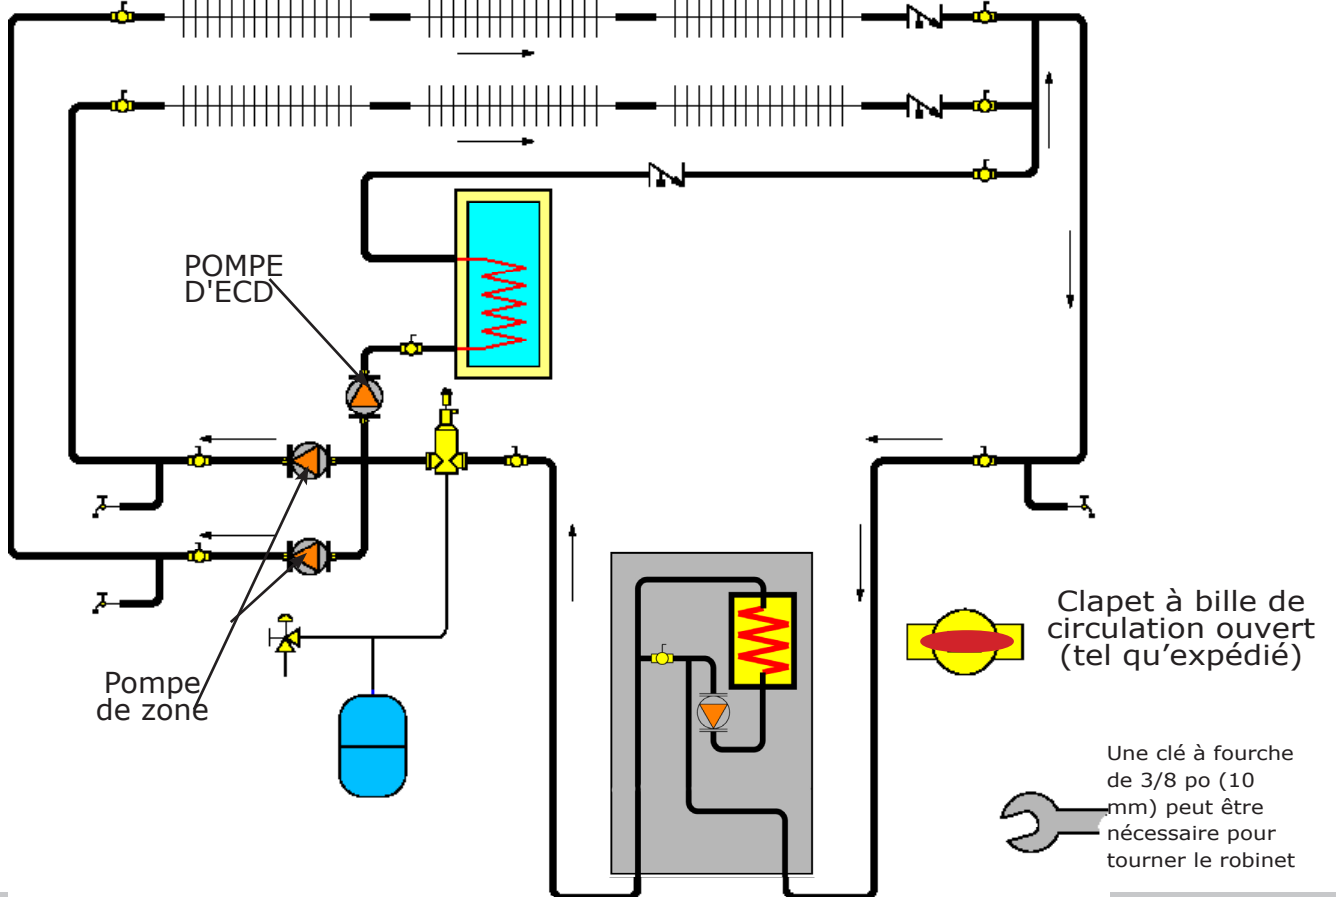 POMPE
D'ECD
Pompe
de zone
Clapet à bille de
circulation ouvert
(tel qu’expédié)
Une clé à fourche
de 3/8 po (10
mm) peut être
nécessaire pour
tourner le robinet